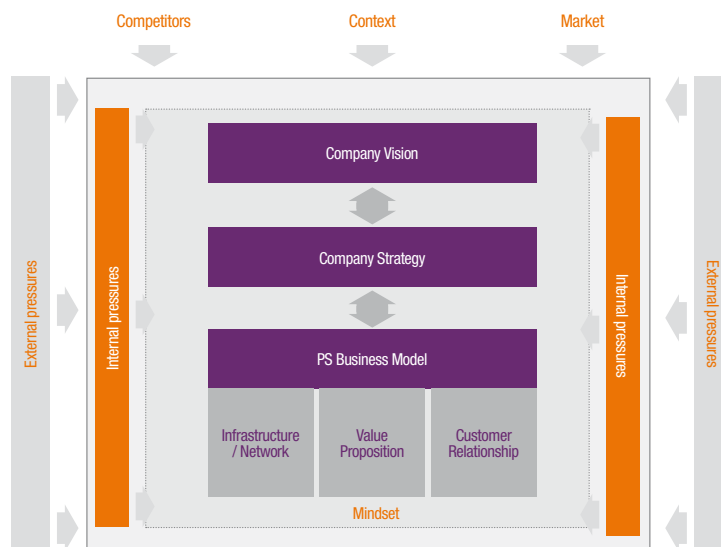 Competitors
Context
Market
External pressures
Internal pressures
Company Vision
Company Strategy
PS Business Model
Infrastructure
/ Network
Value
Proposition
Customer
Relationship
Mindset
Internal pressures
External pressures